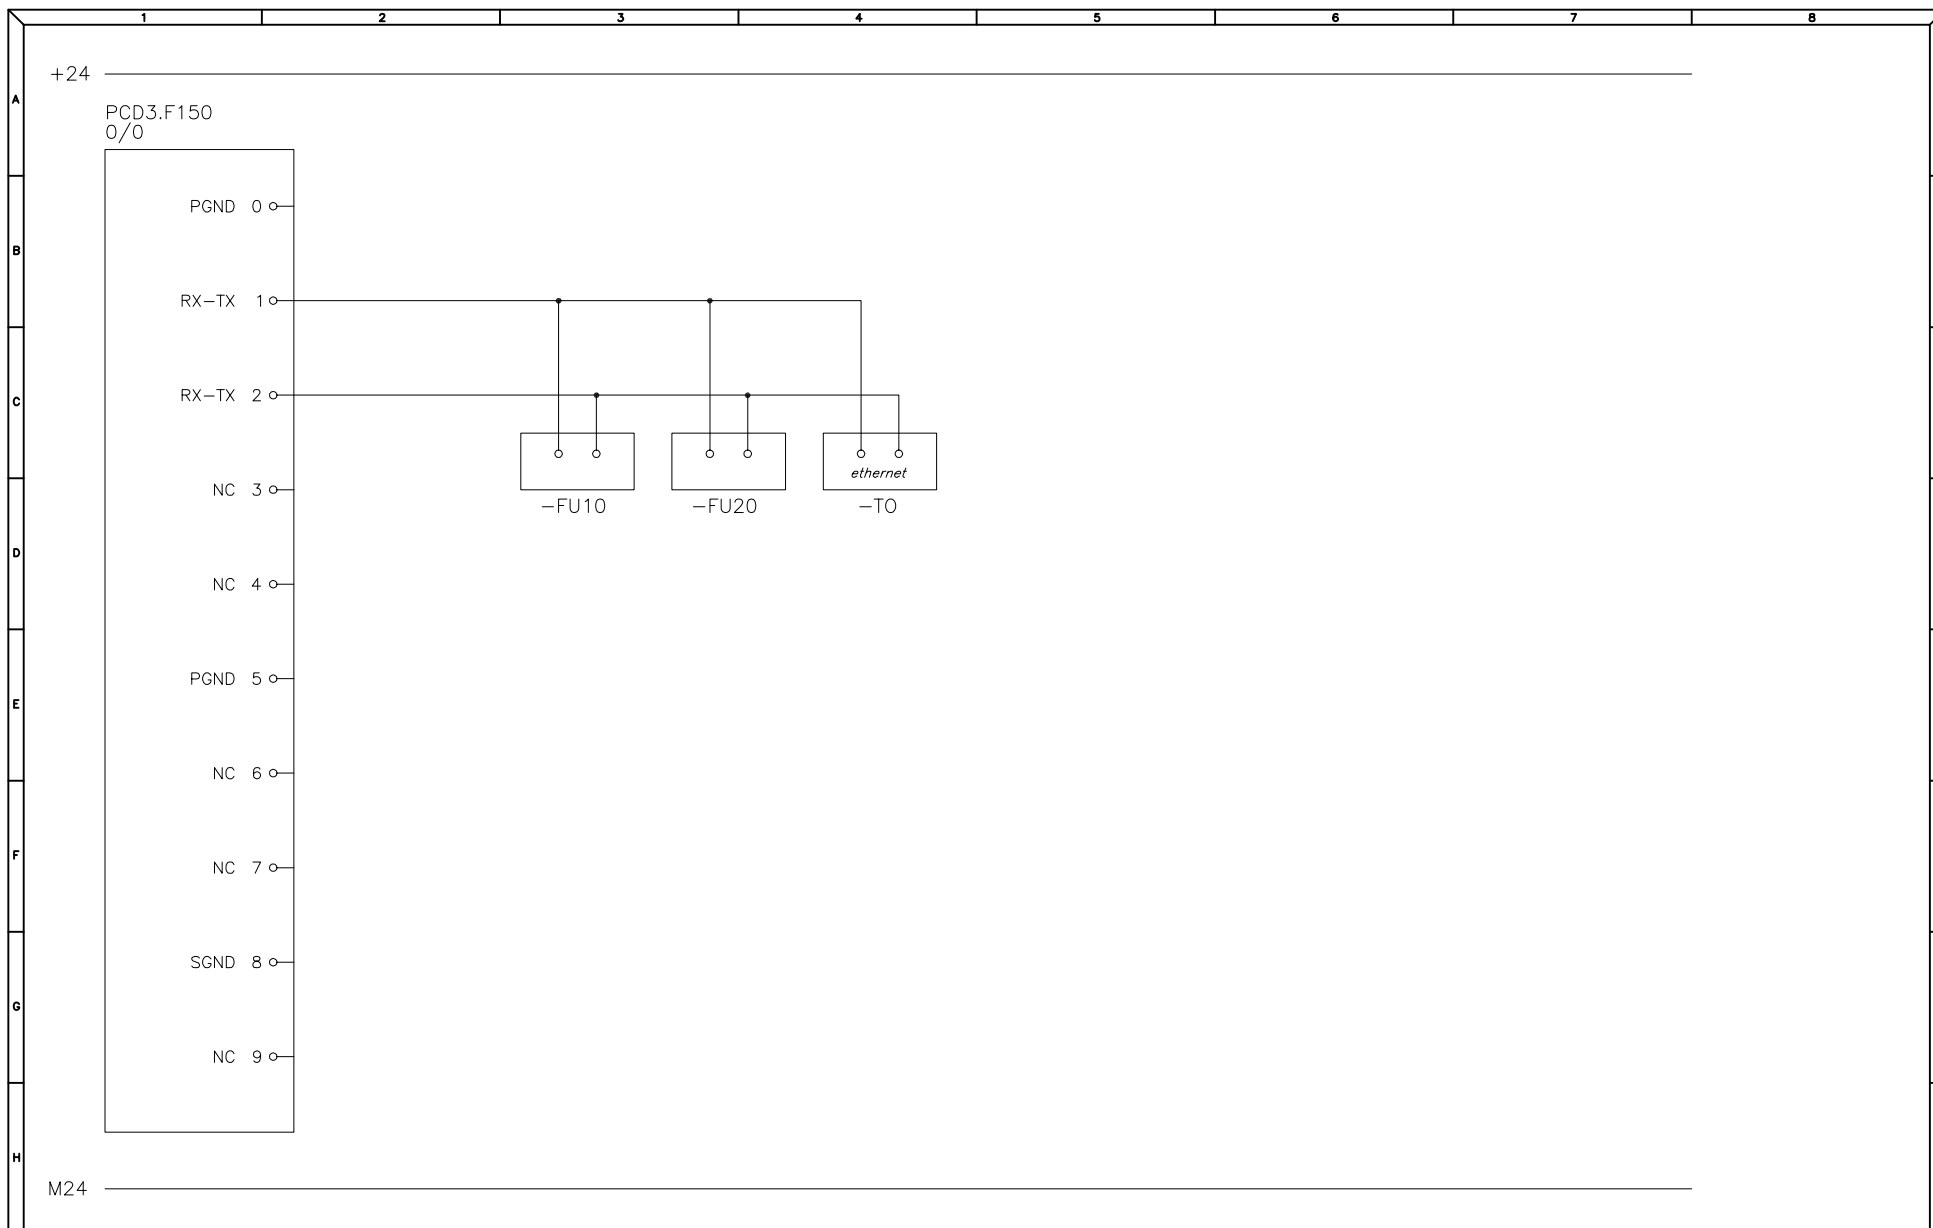 1 2 3 4 5 6 7 8
+24
A
PCD3.F150
0/0
PGND 0
B
RX-TX 1
RX-TX 2
C
ethernet
NC 3
-FU10 -FU20 -TO
D
NC 4
PGND 5
E
NC 6
F
NC 7
SGND 8
G
NC 9
H
M24